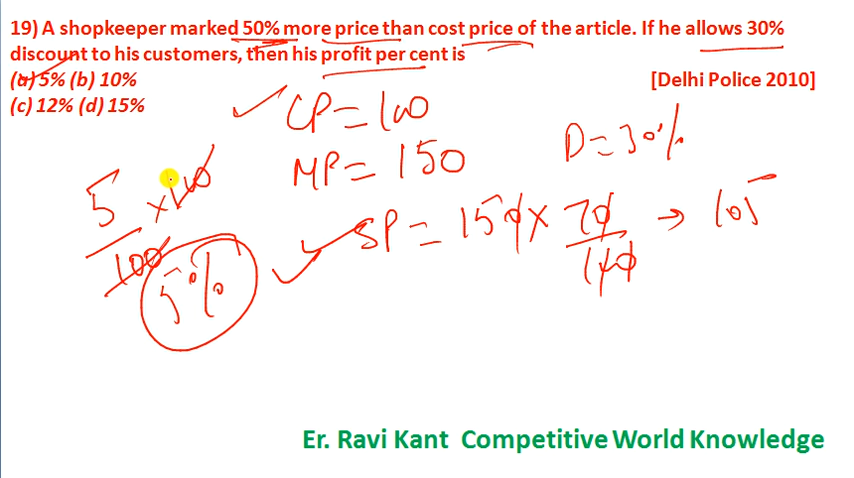 19) A shopkeeper marked 50% more price than cost price of the article. If he allows 30%
discount to his customers, then his profit per cent is
(a) 5% (b) 10%
[Delhi Police 2010]
(c) 12% (d) 15%
CP = 100
MP = 150
D = 30%
SP = 150 × 70/100 → 105
5/100 × 100
5%
Er. Ravi Kant Competitive World Knowledge